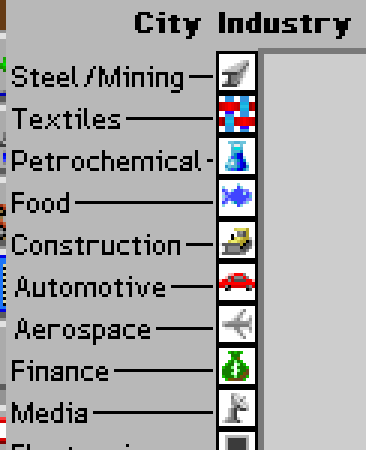 City Industry
Steel/Mining
Textiles
Petrochemical
Food
Construction
Automotive
Aerospace
Finance
Media